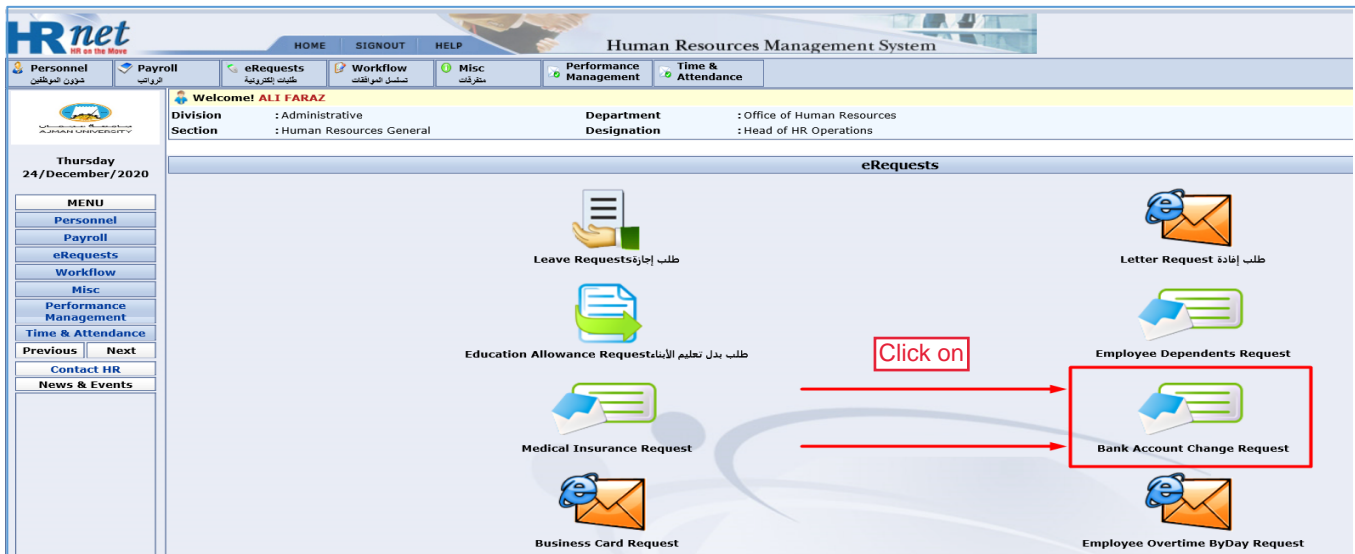 HRnet
HR on the Move
HOME SIGNOUT HELP
Human Resources Management System
Personnel
شؤون الموظفين
Payroll
الرواتب
eRequests
طلبات إلكترونية
Workflow
تسلسل الموافقات
Misc
متفرقات
Performance
Management
Time &
Attendance
AJMAN UNIVERSITY
Welcome! ALI FARAZ
Division : Administrative Department : Office of Human Resources
Section : Human Resources General Designation : Head of HR Operations
Thursday
24/December/2020
MENU
Personnel
Payroll
eRequests
Workflow
Misc
Performance
Management
Time & Attendance
Previous Next
Contact HR
News & Events
eRequests
Leave Requestsطلب إجازة
Letter Request طلب إفادة
Education Allowance Requestطلب بدل تعليم الأبناء
Employee Dependents Request
Click on
Medical Insurance Request
Bank Account Change Request
Business Card Request
Employee Overtime ByDay Request